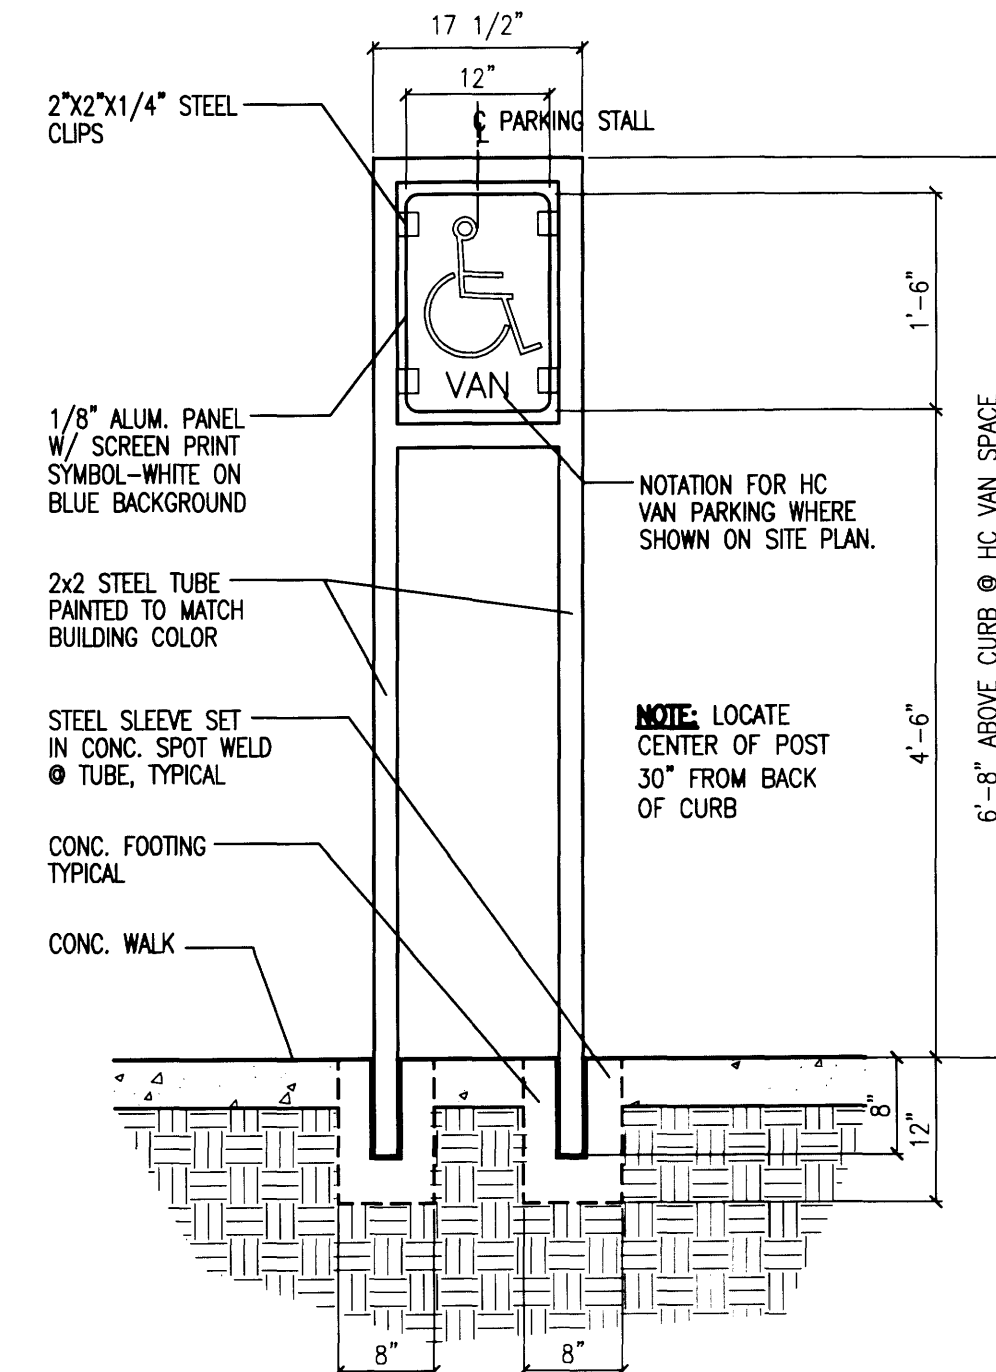 17 1/2"
12"
℄ PARKING STALL
2"X2"X1/4" STEEL
CLIPS
1'-6"
VAN
1/8" ALUM. PANEL
W/ SCREEN PRINT
SYMBOL-WHITE ON
BLUE BACKGROUND
NOTATION FOR HC
VAN PARKING WHERE
SHOWN ON SITE PLAN.
6'-8" ABOVE CURB @ HC VAN SPACE
2x2 STEEL TUBE
PAINTED TO MATCH
BUILDING COLOR
STEEL SLEEVE SET
IN CONC. SPOT WELD
@ TUBE, TYPICAL
NOTE: LOCATE
CENTER OF POST
30" FROM BACK
OF CURB
4'-6"
CONC. FOOTING
TYPICAL
CONC. WALK
8"
12"
8"
8"